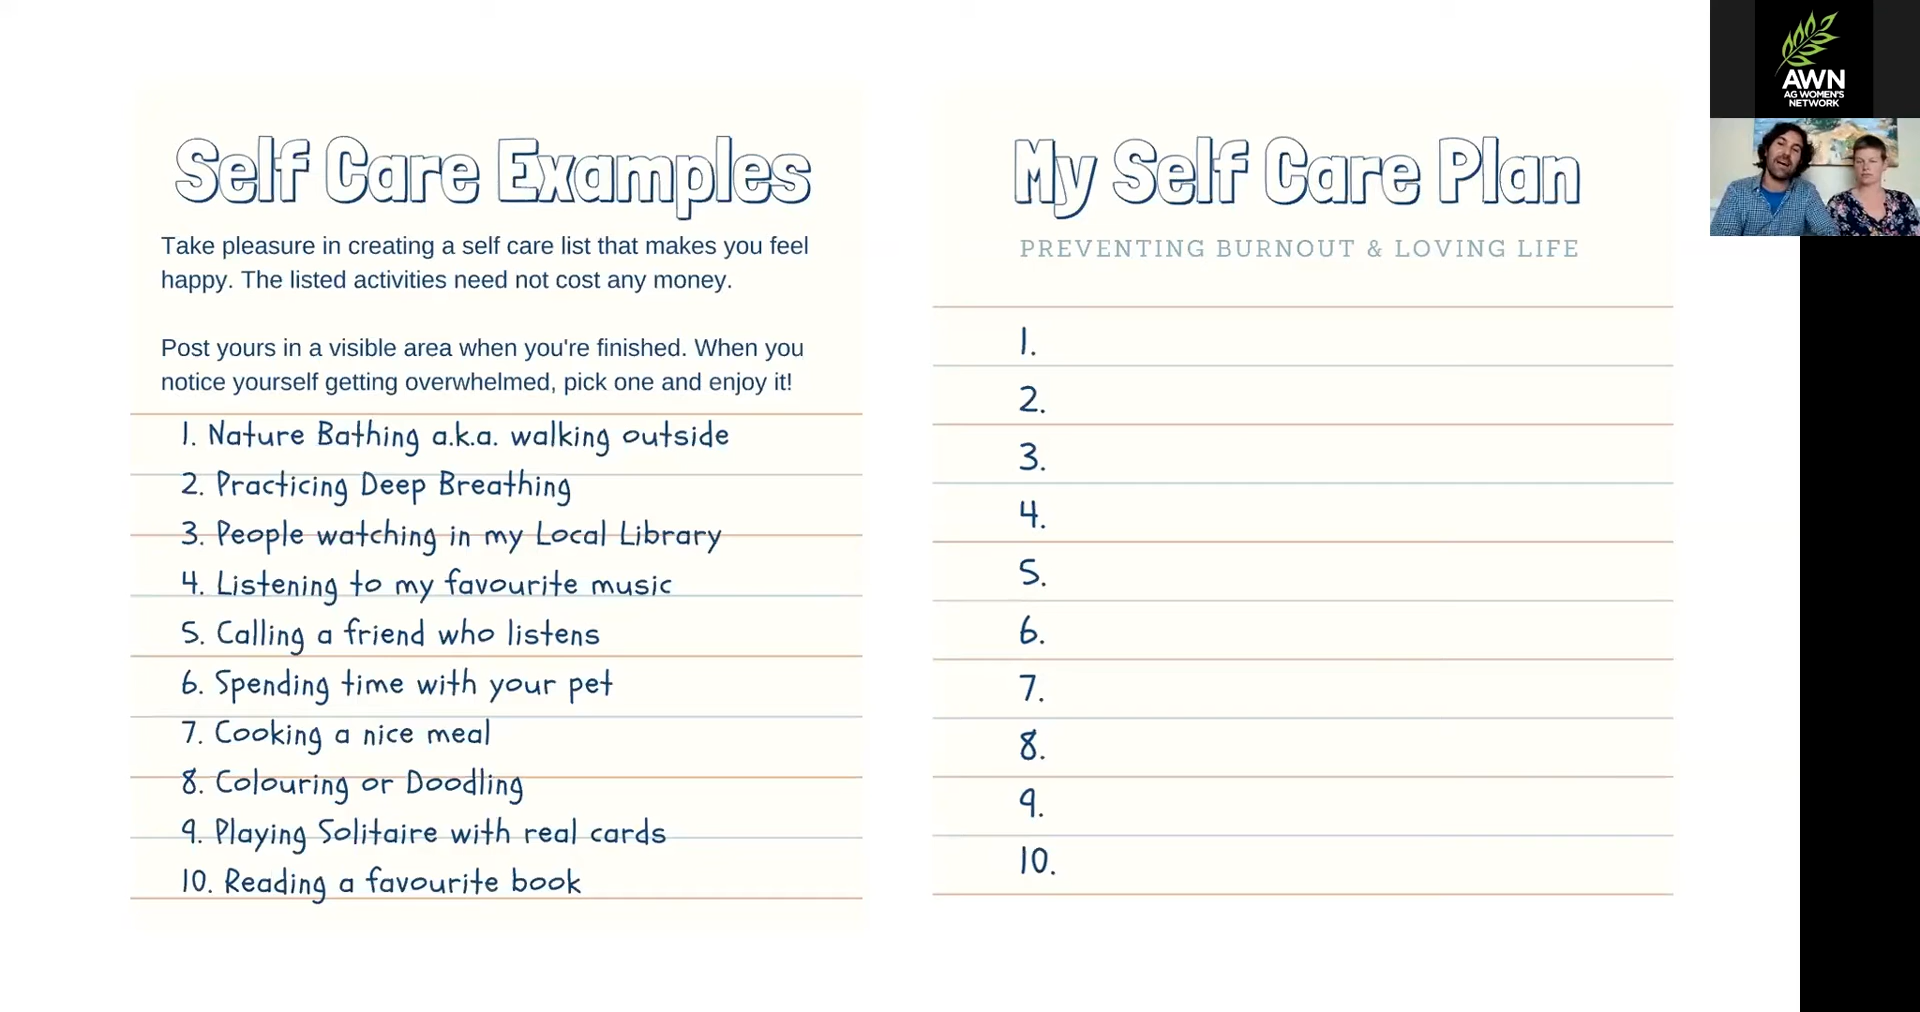 Self Care Examples
Take pleasure in creating a self care list that makes you feel
happy. The listed activities need not cost any money.
Post yours in a visible area when you're finished. When you
notice yourself getting overwhelmed, pick one and enjoy it!
1. Nature Bathing a.k.a. walking outside
2. Practicing Deep Breathing
3. People watching in my Local Library
4. Listening to my favourite music
5. Calling a friend who listens
6. Spending time with your pet
7. Cooking a nice meal
8. Colouring or Doodling
9. Playing Solitaire with real cards
10. Reading a favourite book
My Self Care Plan
PREVENTING BURNOUT & LOVING LIFE
1.
2.
3.
4.
5.
6.
7.
8.
9.
10.
AWN
AG WOMEN'S
NETWORK